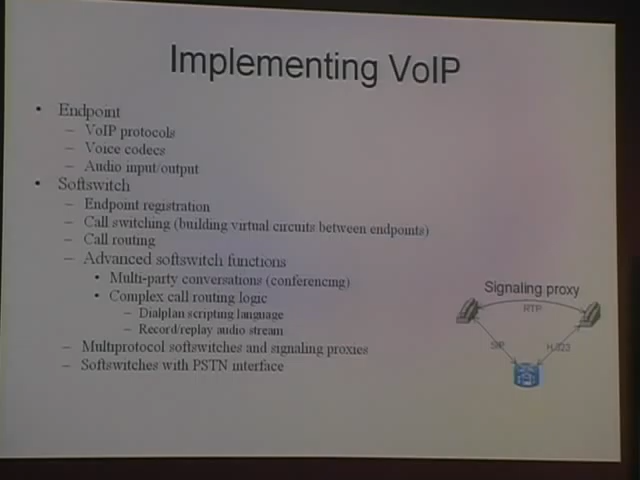 Implementing VoIP
• Endpoint
– VoIP protocols
– Voice codecs
– Audio input/output
• Softswitch
– Endpoint registration
– Call switching (building virtual circuits between endpoints)
– Call routing
– Advanced softswitch functions
• Multi-party conversations (conferencing)
• Complex call routing logic
– Dialplan scripting language
– Record/replay audio stream
– Multiprotocol softswitches and signaling proxies
– Softswitches with PSTN interface
Signaling proxy
RTP
SIP
H.323